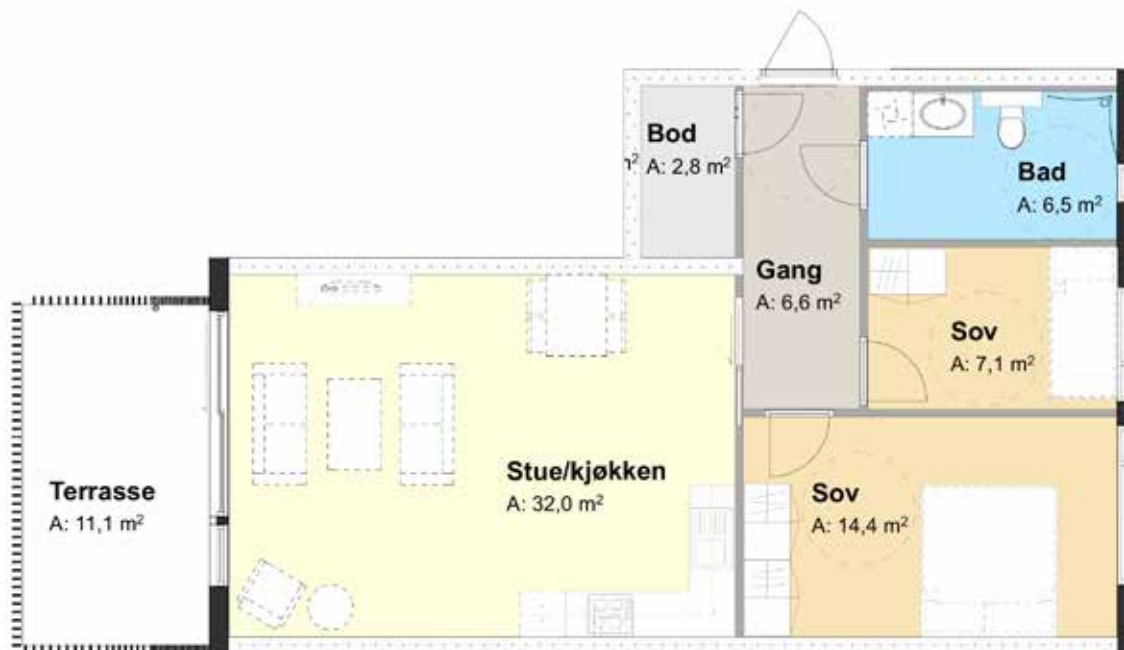 Bod
A: 2,8 m²
Bad
A: 6,5 m²
Gang
A: 6,6 m²
Sov
A: 7,1 m²
Terrasse
A: 11,1 m²
Stue/kjøkken
A: 32,0 m²
Sov
A: 14,4 m²